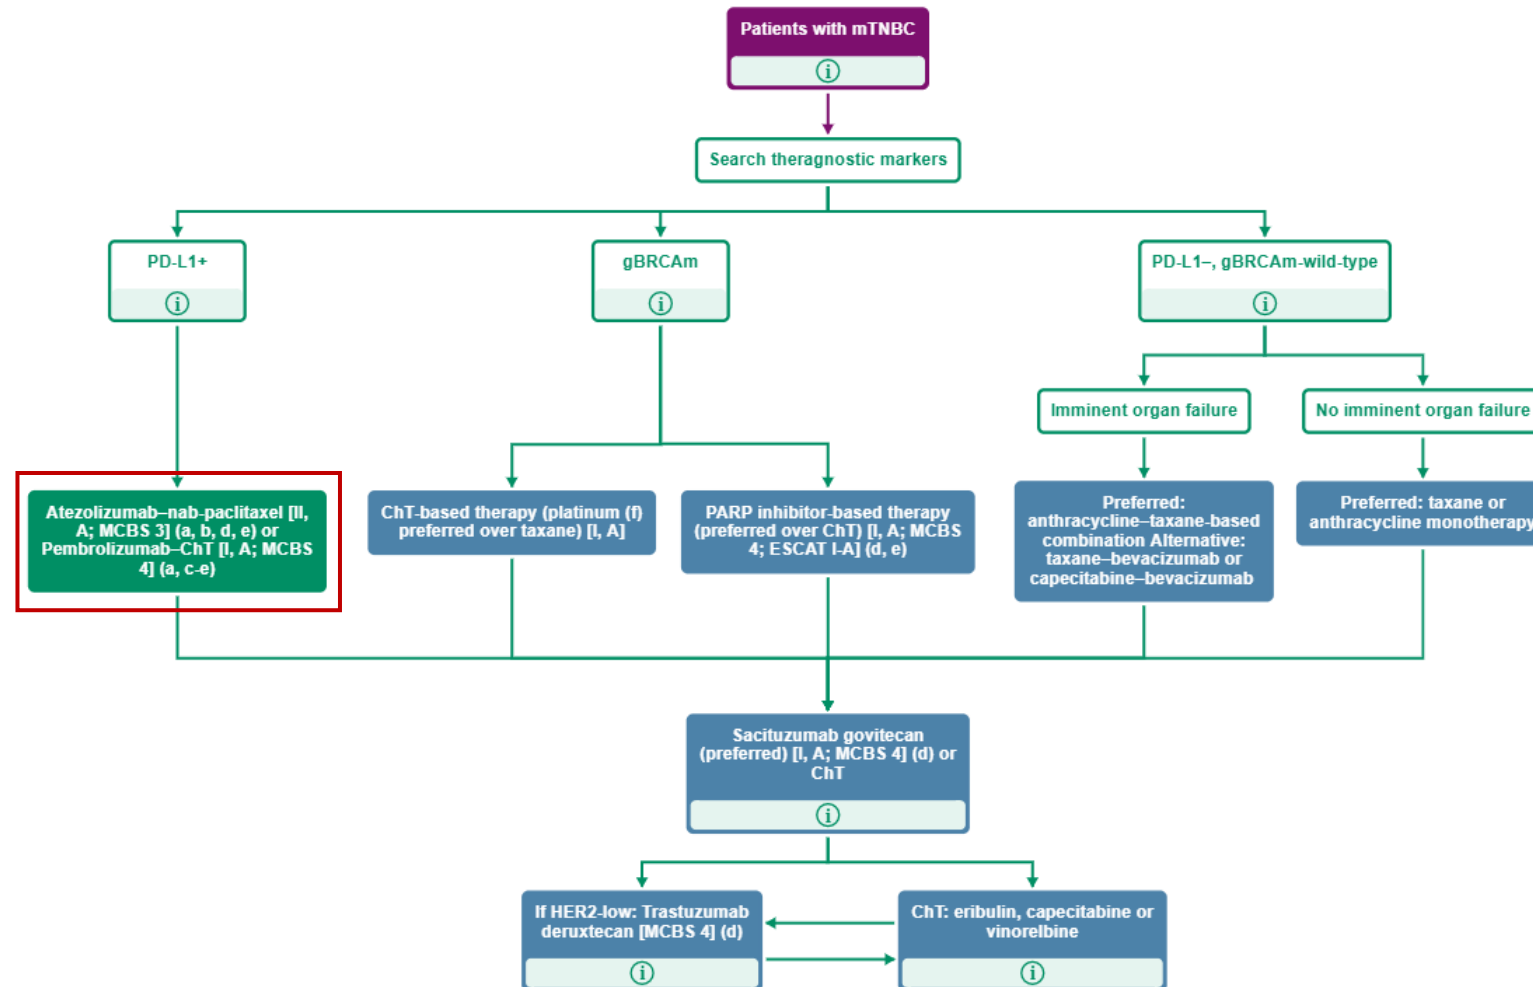 Patients with mTNBC
i
Search theragnostic markers
PD-L1+
i
gBRCAm
i
PD-L1–, gBRCAm-wild-type
i
Imminent organ failure
No imminent organ failure
Atezolizumab–nab-paclitaxel [II,
A; MCBS 3] (a, b, d, e) or
Pembrolizumab–ChT [I, A; MCBS
4] (a, c-e)
ChT-based therapy (platinum (f)
preferred over taxane) [I, A]
PARP inhibitor-based therapy
(preferred over ChT) [I, A; MCBS
4; ESCAT I-A] (d, e)
Preferred:
anthracycline–taxane-based
combination Alternative:
taxane–bevacizumab or
capecitabine–bevacizumab
Preferred: taxane or
anthracycline monotherapy
Sacituzumab govitecan
(preferred) [I, A; MCBS 4] (d) or
ChT
i
If HER2-low: Trastuzumab
deruxtecan [MCBS 4] (d)
i
ChT: eribulin, capecitabine or
vinorelbine
i